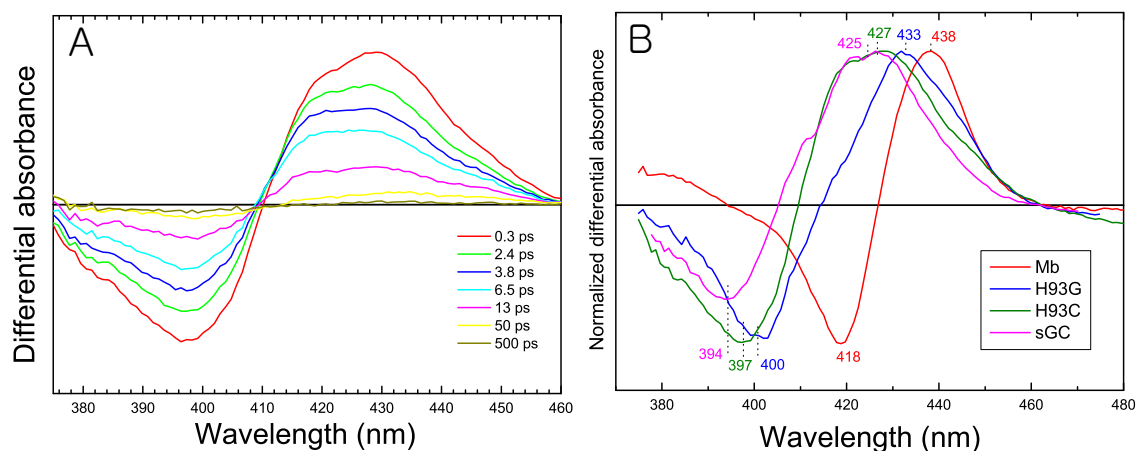 A
Differential absorbance
0.3 ps
2.4 ps
3.8 ps
6.5 ps
13 ps
50 ps
500 ps
380 390 400 410 420 430 440 450 460
Wavelength (nm)
B
Normalized differential absorbance
425 427 433 438
394 397 400 418
Mb
H93G
H93C
sGC
380 400 420 440 460 480
Wavelength (nm)